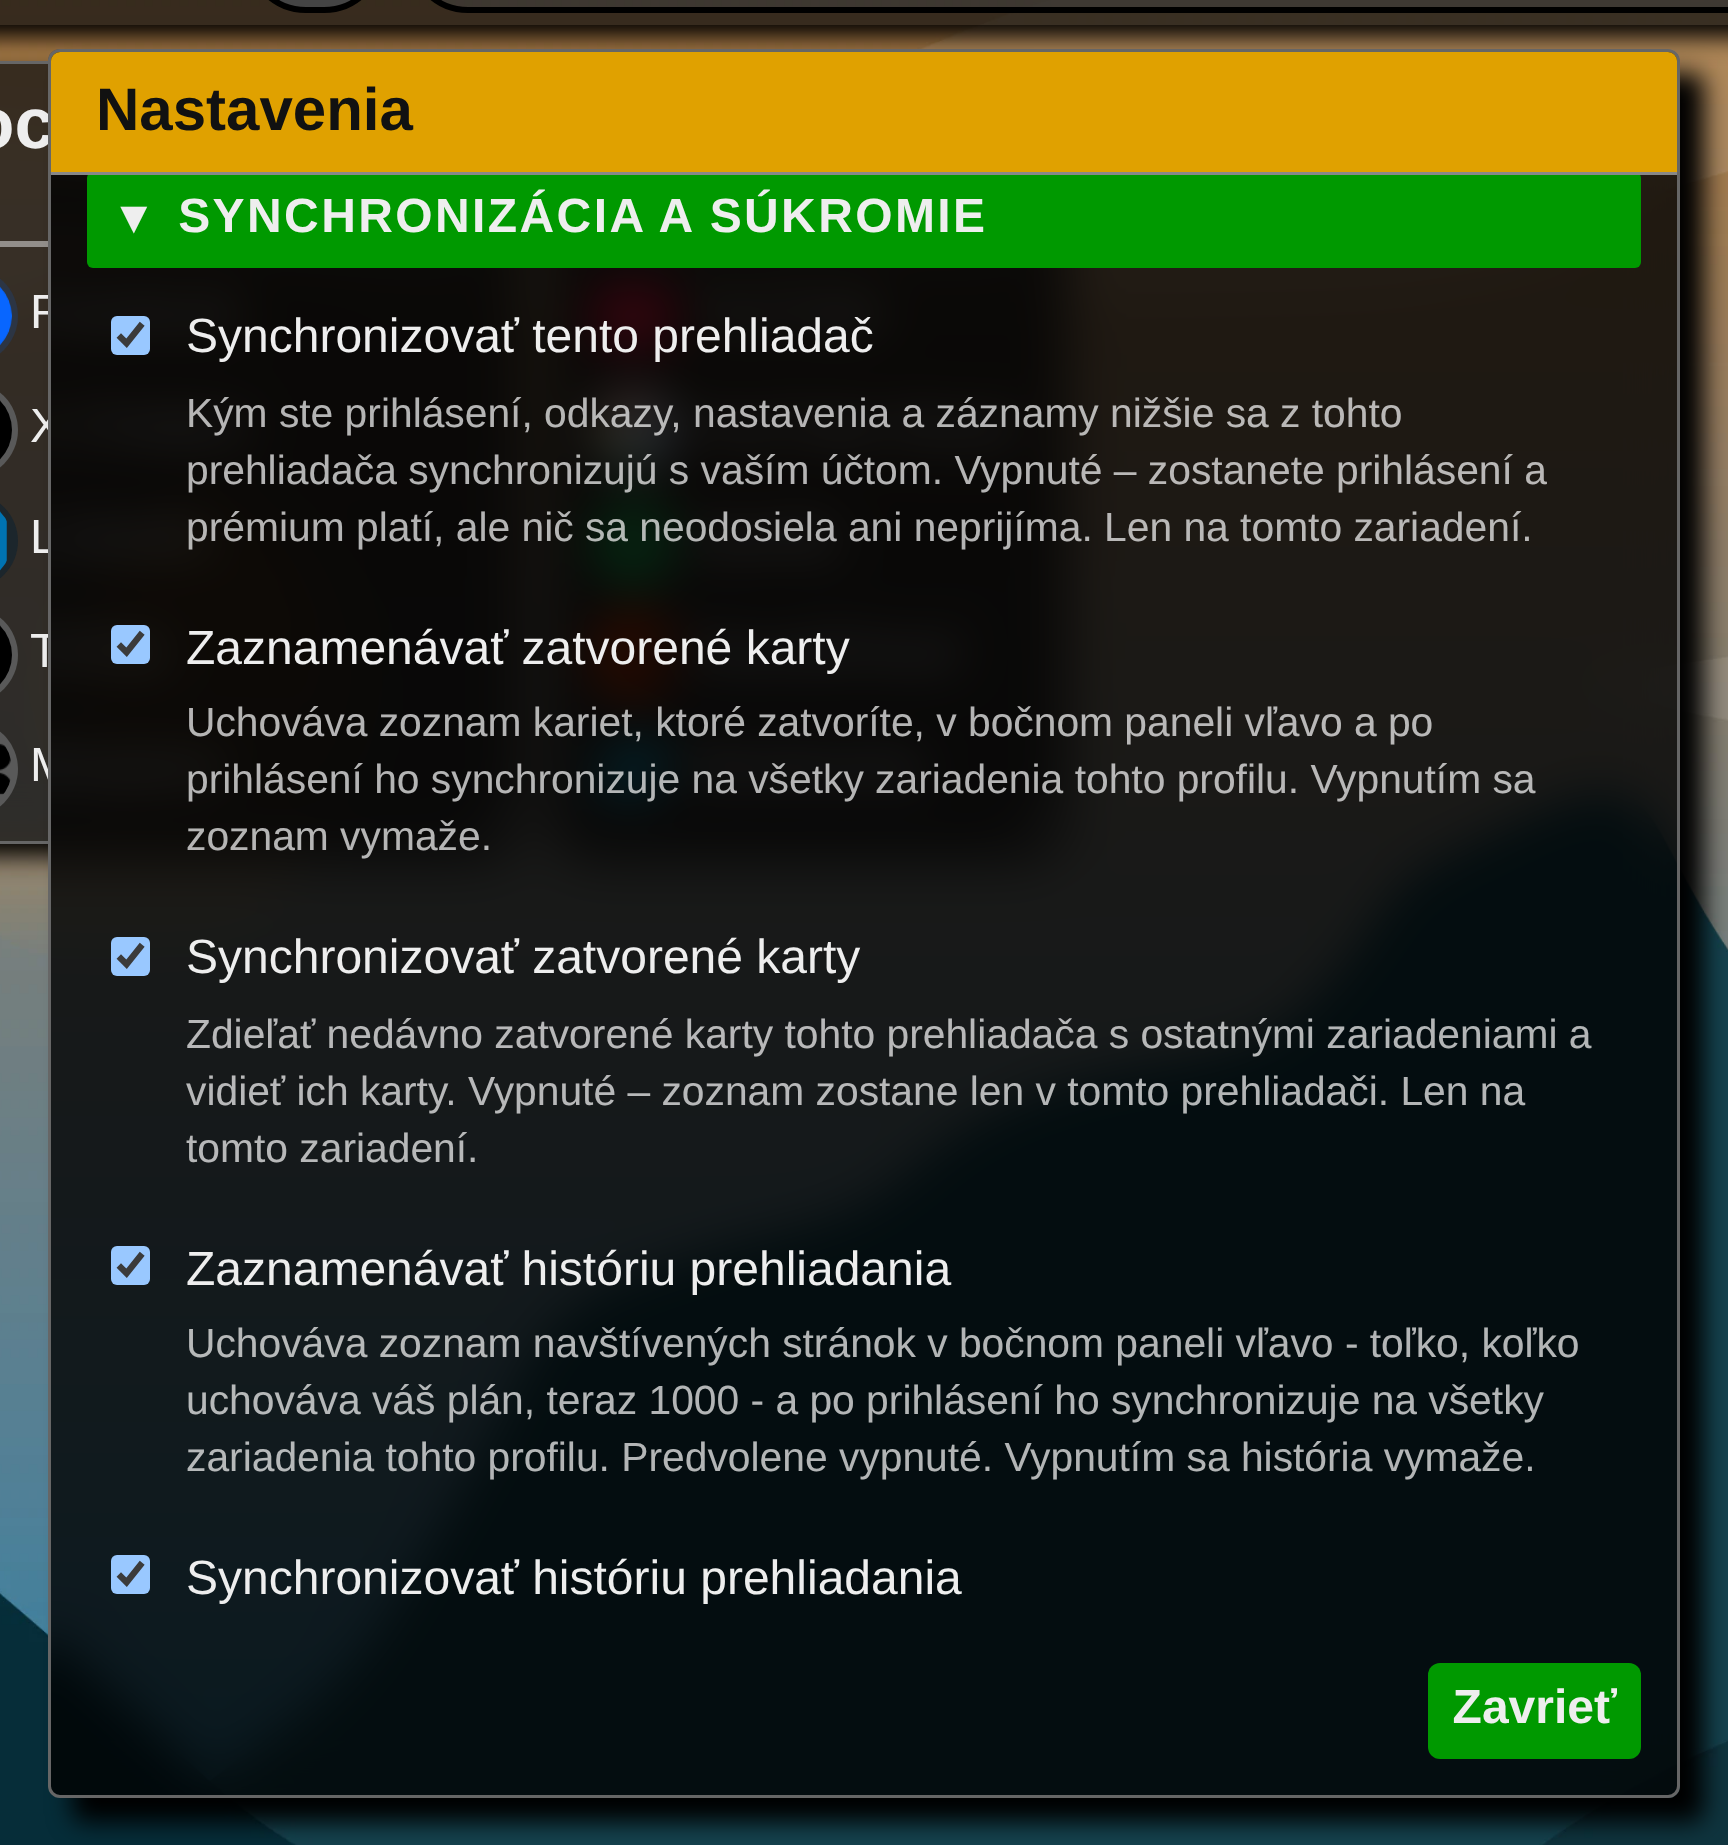 Nastavenia
▼ SYNCHRONIZÁCIA A SÚKROMIE
Synchronizovať tento prehliadač
Kým ste prihlásení, odkazy, nastavenia a záznamy nižšie sa z tohto
prehliadača synchronizujú s vaším účtom. Vypnuté – zostanete prihlásení a
prémium platí, ale nič sa neodosiela ani neprijíma. Len na tomto zariadení.
Zaznamenávať zatvorené karty
Uchováva zoznam kariet, ktoré zatvoríte, v bočnom paneli vľavo a po
prihlásení ho synchronizuje na všetky zariadenia tohto profilu. Vypnutím sa
zoznam vymaže.
Synchronizovať zatvorené karty
Zdieľať nedávno zatvorené karty tohto prehliadača s ostatnými zariadeniami a
vidieť ich karty. Vypnuté – zoznam zostane len v tomto prehliadači. Len na
tomto zariadení.
Zaznamenávať históriu prehliadania
Uchováva zoznam navštívených stránok v bočnom paneli vľavo - toľko, koľko
uchováva váš plán, teraz 1000 - a po prihlásení ho synchronizuje na všetky
zariadenia tohto profilu. Predvolene vypnuté. Vypnutím sa história vymaže.
Synchronizovať históriu prehliadania
Zavrieť